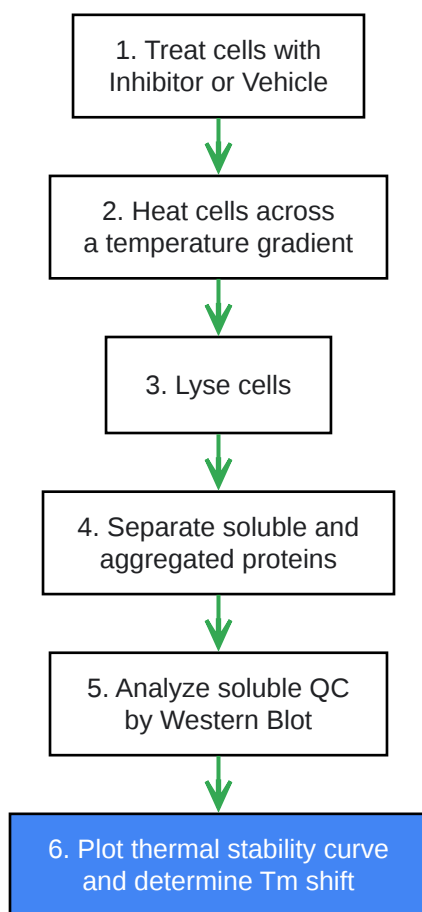 1. Treat cells with
Inhibitor or Vehicle
2. Heat cells across
a temperature gradient
3. Lyse cells
4. Separate soluble and
aggregated proteins
5. Analyze soluble QC
by Western Blot
6. Plot thermal stability curve
and determine Tm shift